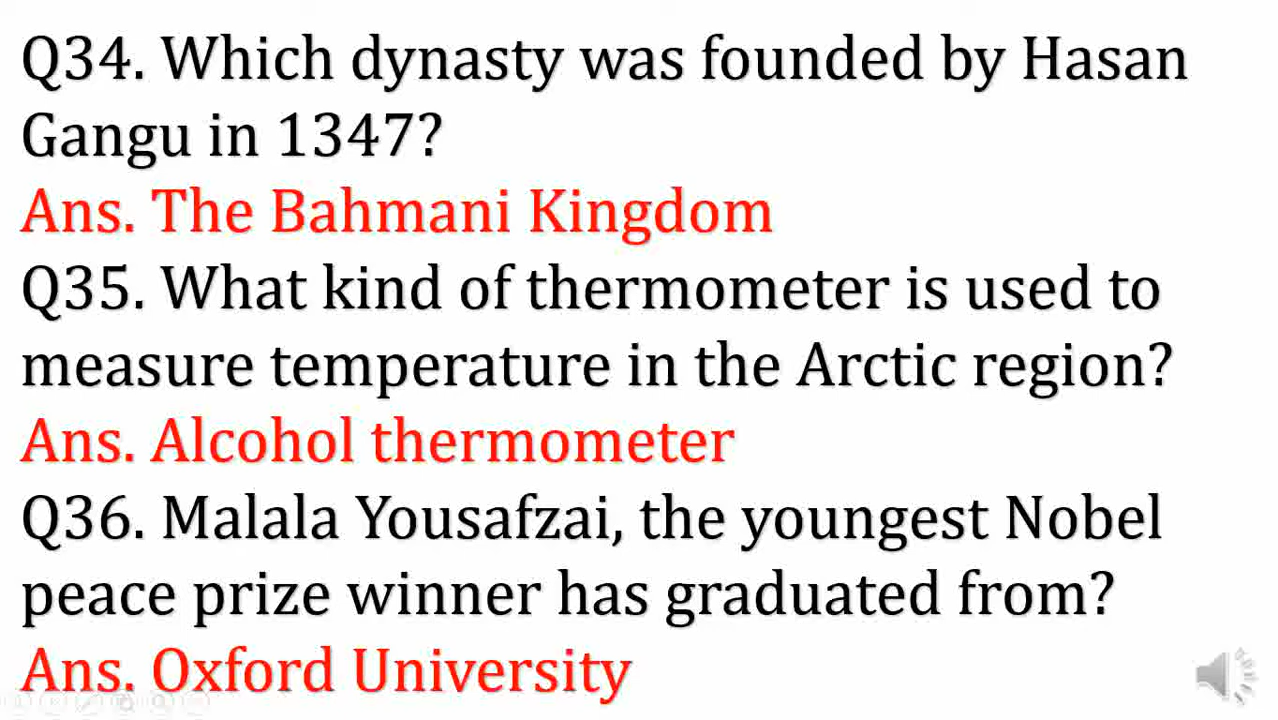 Q34. Which dynasty was founded by Hasan
Gangu in 1347?
Ans. The Bahmani Kingdom
Q35. What kind of thermometer is used to
measure temperature in the Arctic region?
Ans. Alcohol thermometer
Q36. Malala Yousafzai, the youngest Nobel
peace prize winner has graduated from?
Ans. Oxford University